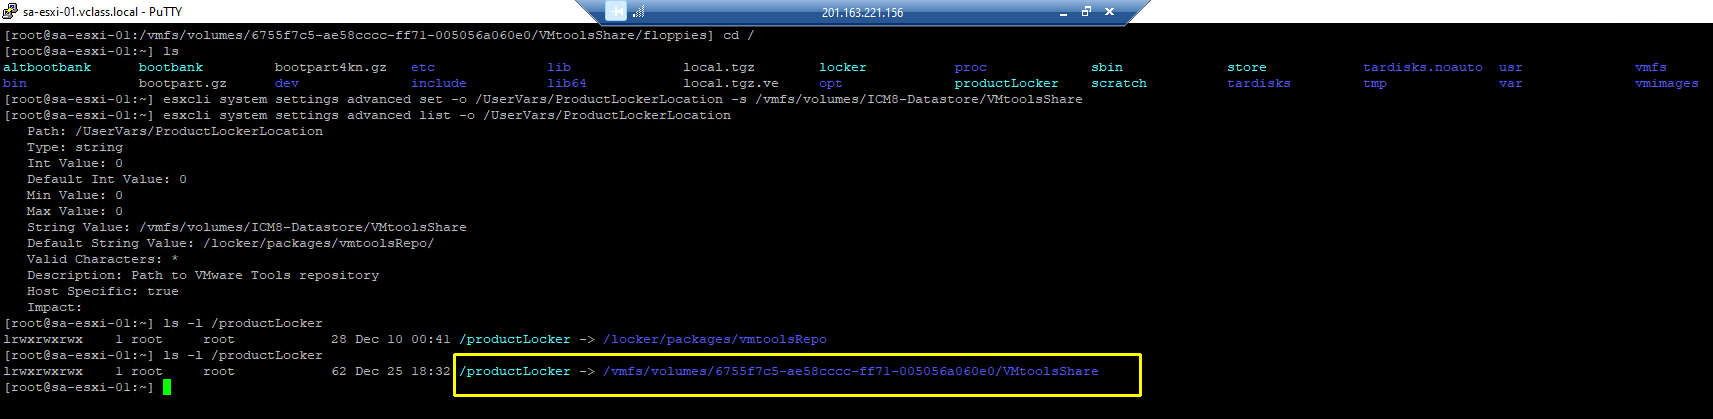 sa-esxi-01.vclass.local - PuTTY
201.163.221.156
[root@sa-esxi-01:/vmfs/volumes/6755f7c5-ae58cccc-ff71-005056a060e0/VMtoolsShare/floppies] cd /
[root@sa-esxi-01:~] ls
altbootbank bootbank bootpart4kn.gz etc lib local.tgz locker proc sbin store tardisks.noauto usr vmfs
bin bootpart.gz dev include lib64 local.tgz.ve opt productLocker scratch tardisks tmp var vmimages
[root@sa-esxi-01:~] esxcli system settings advanced set -o /UserVars/ProductLockerLocation -s /vmfs/volumes/ICM8-Datastore/VMtoolsShare
[root@sa-esxi-01:~] esxcli system settings advanced list -o /UserVars/ProductLockerLocation
Path: /UserVars/ProductLockerLocation
Type: string
Int Value: 0
Default Int Value: 0
Min Value: 0
Max Value: 0
String Value: /vmfs/volumes/ICM8-Datastore/VMtoolsShare
Default String Value: /locker/packages/vmtoolsRepo/
Valid Characters: *
Description: Path to VMware Tools repository
Host Specific: true
Impact:
[root@sa-esxi-01:~] ls -l /productLocker
lrwxrwxrwx 1 root root 28 Dec 10 00:41 /productLocker -> /locker/packages/vmtoolsRepo
[root@sa-esxi-01:~] ls -l /productLocker
lrwxrwxrwx 1 root root 62 Dec 25 18:32 /productLocker -> /vmfs/volumes/6755f7c5-ae58cccc-ff71-005056a060e0/VMtoolsShare
[root@sa-esxi-01:~]